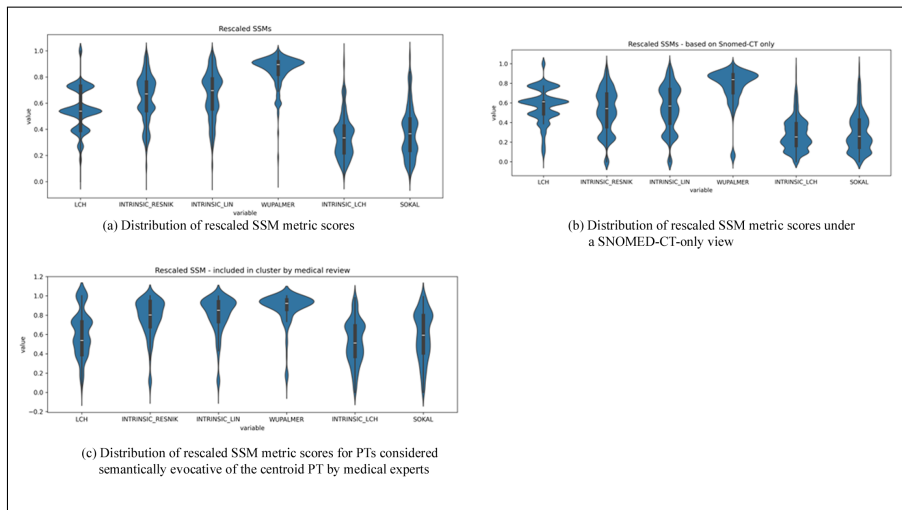 Rescaled SSMs
value
1.0
0.8
0.6
0.4
0.2
0.0
LCH INTRINSIC_RESNIK INTRINSIC_LIN WUPALMER INTRINSIC_LCH SOKAL
variable
(a) Distribution of rescaled SSM metric scores
Rescaled SSMs - based on Snomed-CT only
value
1.0
0.8
0.6
0.4
0.2
0.0
LCH INTRINSIC_RESNIK INTRINSIC_LIN WUPALMER INTRINSIC_LCH SOKAL
variable
(b) Distribution of rescaled SSM metric scores under
a SNOMED-CT-only view
Rescaled SSM - included in cluster by medical review
value
1.2
1.0
0.8
0.6
0.4
0.2
0.0
−0.2
LCH INTRINSIC_RESNIK INTRINSIC_LIN WUPALMER INTRINSIC_LCH SOKAL
variable
(c) Distribution of rescaled SSM metric scores for PTs considered
semantically evocative of the centroid PT by medical experts